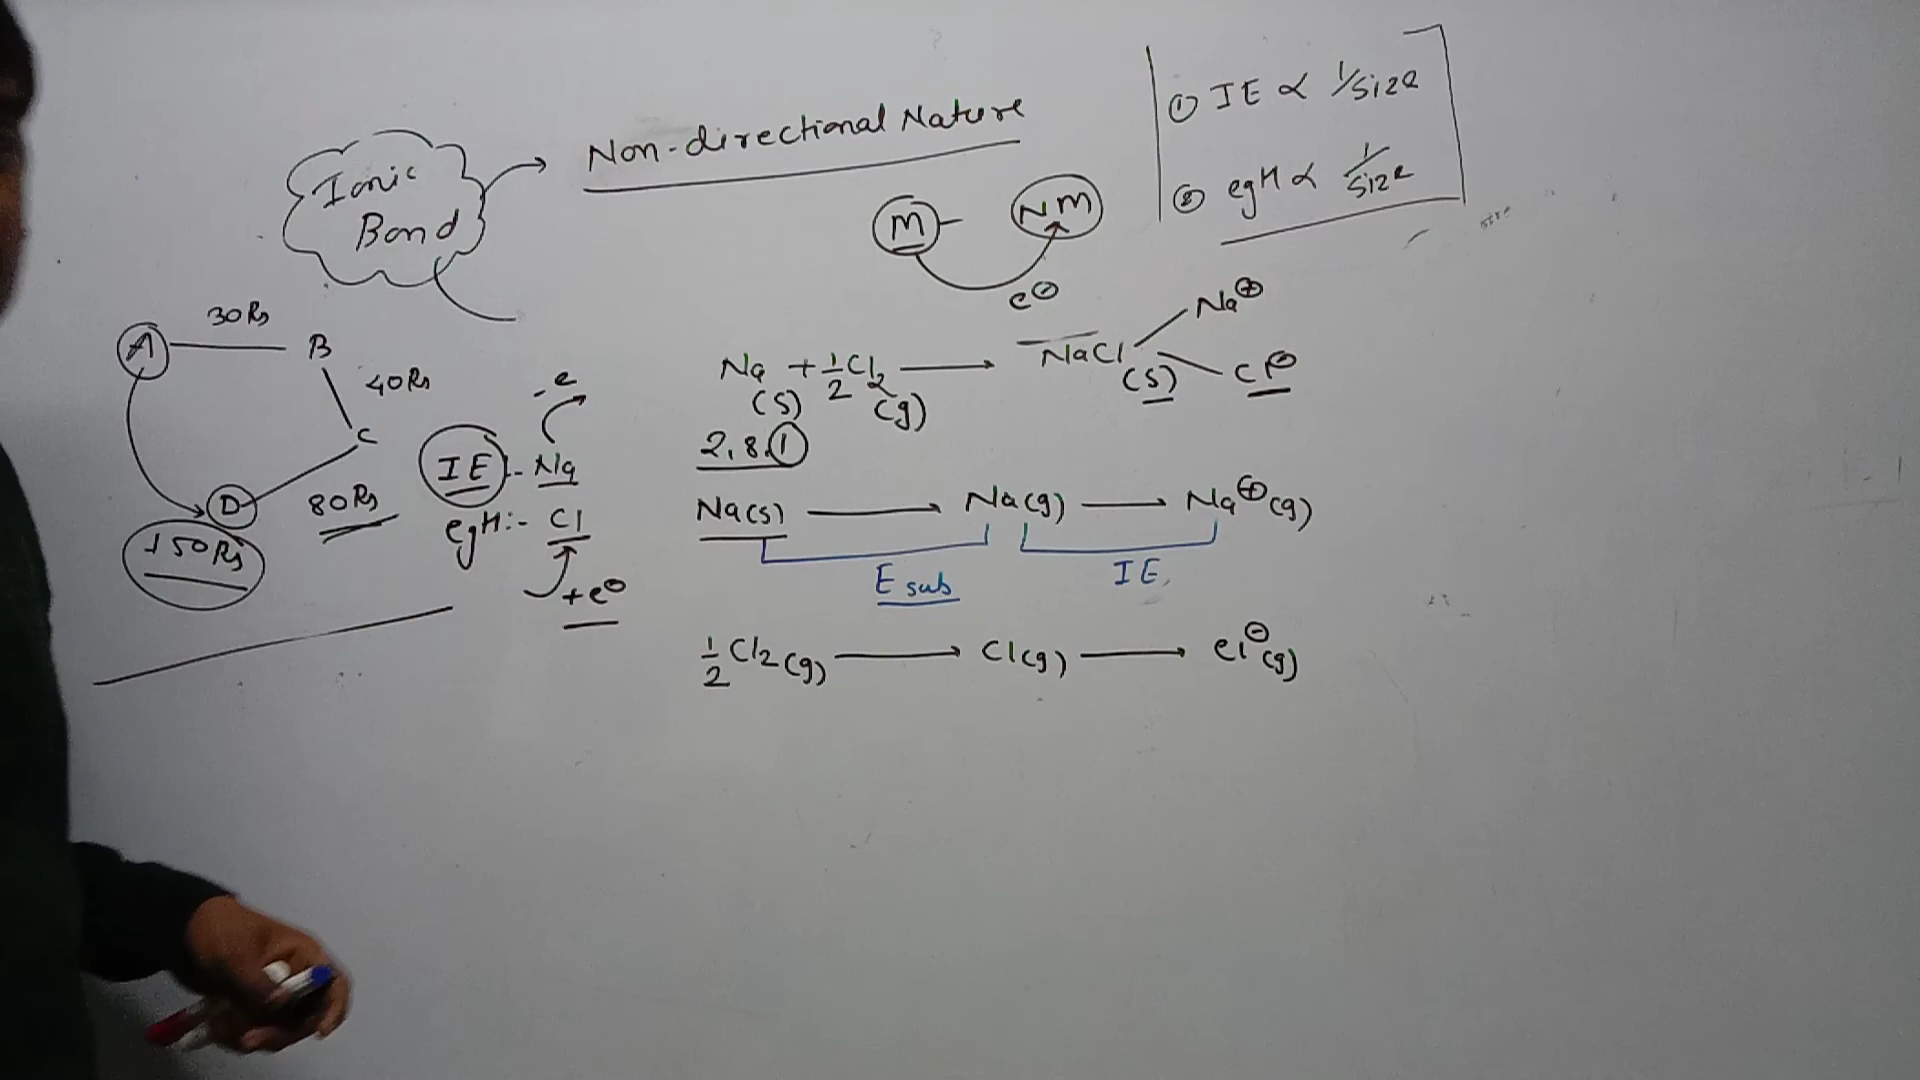 Ionic
Bond
Non-directional Nature
① IE ∝ 1/Size
② egH ∝ 1/Size
M
NM
e⊖
A
30Rs
B
40Rs
C
D
80Rs
150Rs
-e
IE:- Na
egH:- Cl
+e⊖
Na + 1/2 Cl2 → NaCl
(S) (g) (S)
Na⊕
Cl⊖
2,8,1
Na(s) → Na(g) → Na⊕(g)
E sub
IE
1/2 Cl2(g) → Cl(g) → Cl⊖(g)